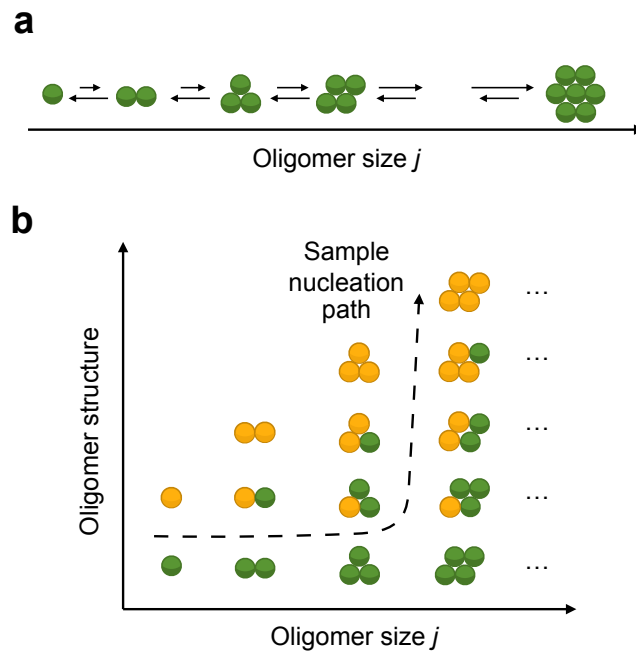 a
Oligomer size j
b
Sample
nucleation
path
...
...
...
...
...
Oligomer structure
Oligomer size j